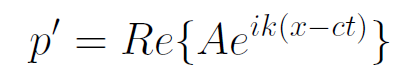 p′ = Re{Ae^{ik(x−ct)}}